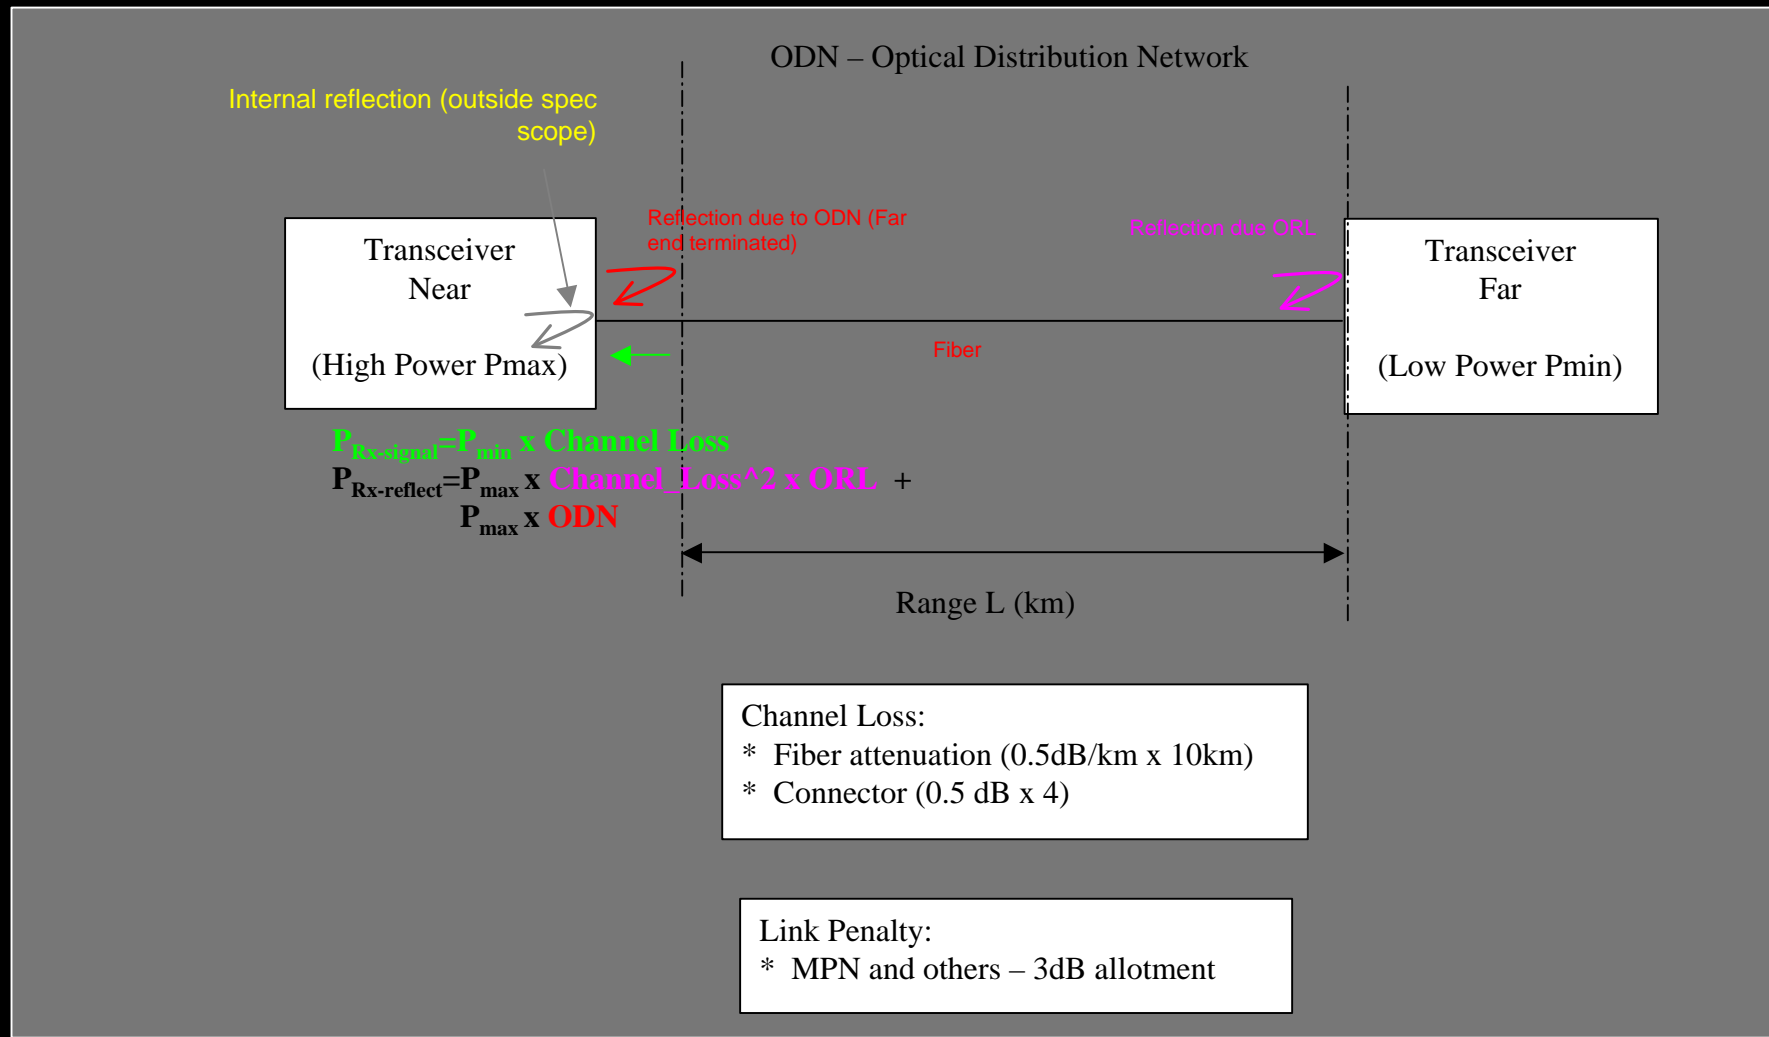 ODN – Optical Distribution Network
Internal reflection (outside spec
scope)
Reflection due to ODN (Far
end terminated)
Reflection due ORL
Transceiver
Near
(High Power Pmax)
Transceiver
Far
(Low Power Pmin)
Fiber
PRx-signal=Pmin x Channel Loss
PRx-reflect=Pmax x Channel_Loss^2 x ORL +
Pmax x ODN
Range L (km)
Channel Loss:
* Fiber attenuation (0.5dB/km x 10km)
* Connector (0.5 dB x 4)
Link Penalty:
* MPN and others – 3dB allotment